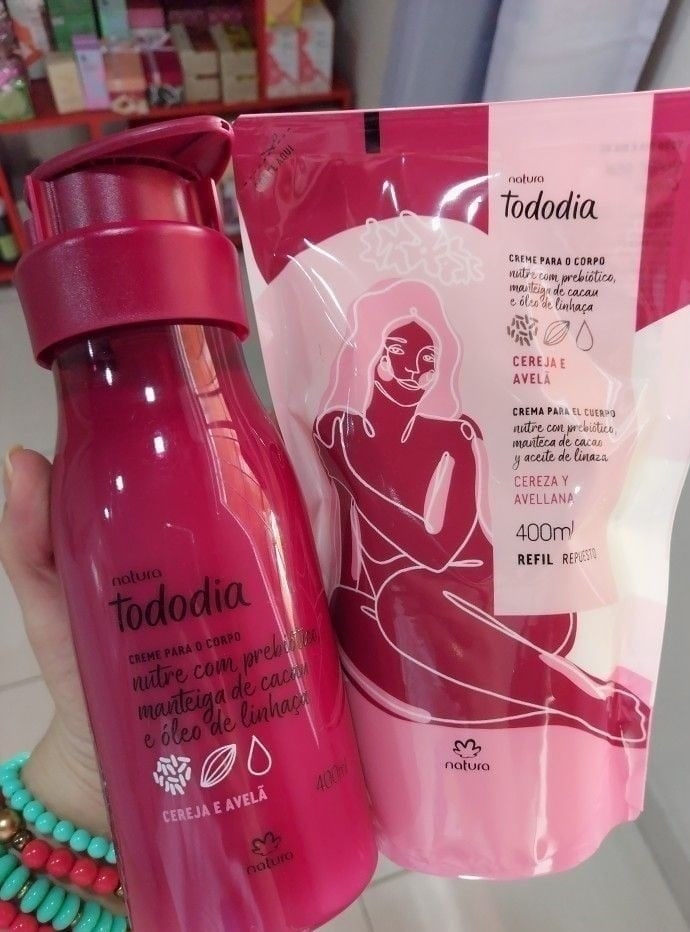 natura
tododia
CREME PARA O CORPO
nutre com prebiótico,
manteiga de cacau
e óleo de linhaça
CEREJA E AVELÃ
400ml
natura
AQUI
natura
tododia
CREME PARA O CORPO
nutre com prebiótico,
manteiga de cacau
e óleo de linhaça
CEREJA E
AVELÃ
CREMA PARA EL CUERPO
nutre con prebiótico,
manteca de cacao
y aceite de linaza
CEREZA Y
AVELLANA
400ml
REFIL REPUESTO
natura